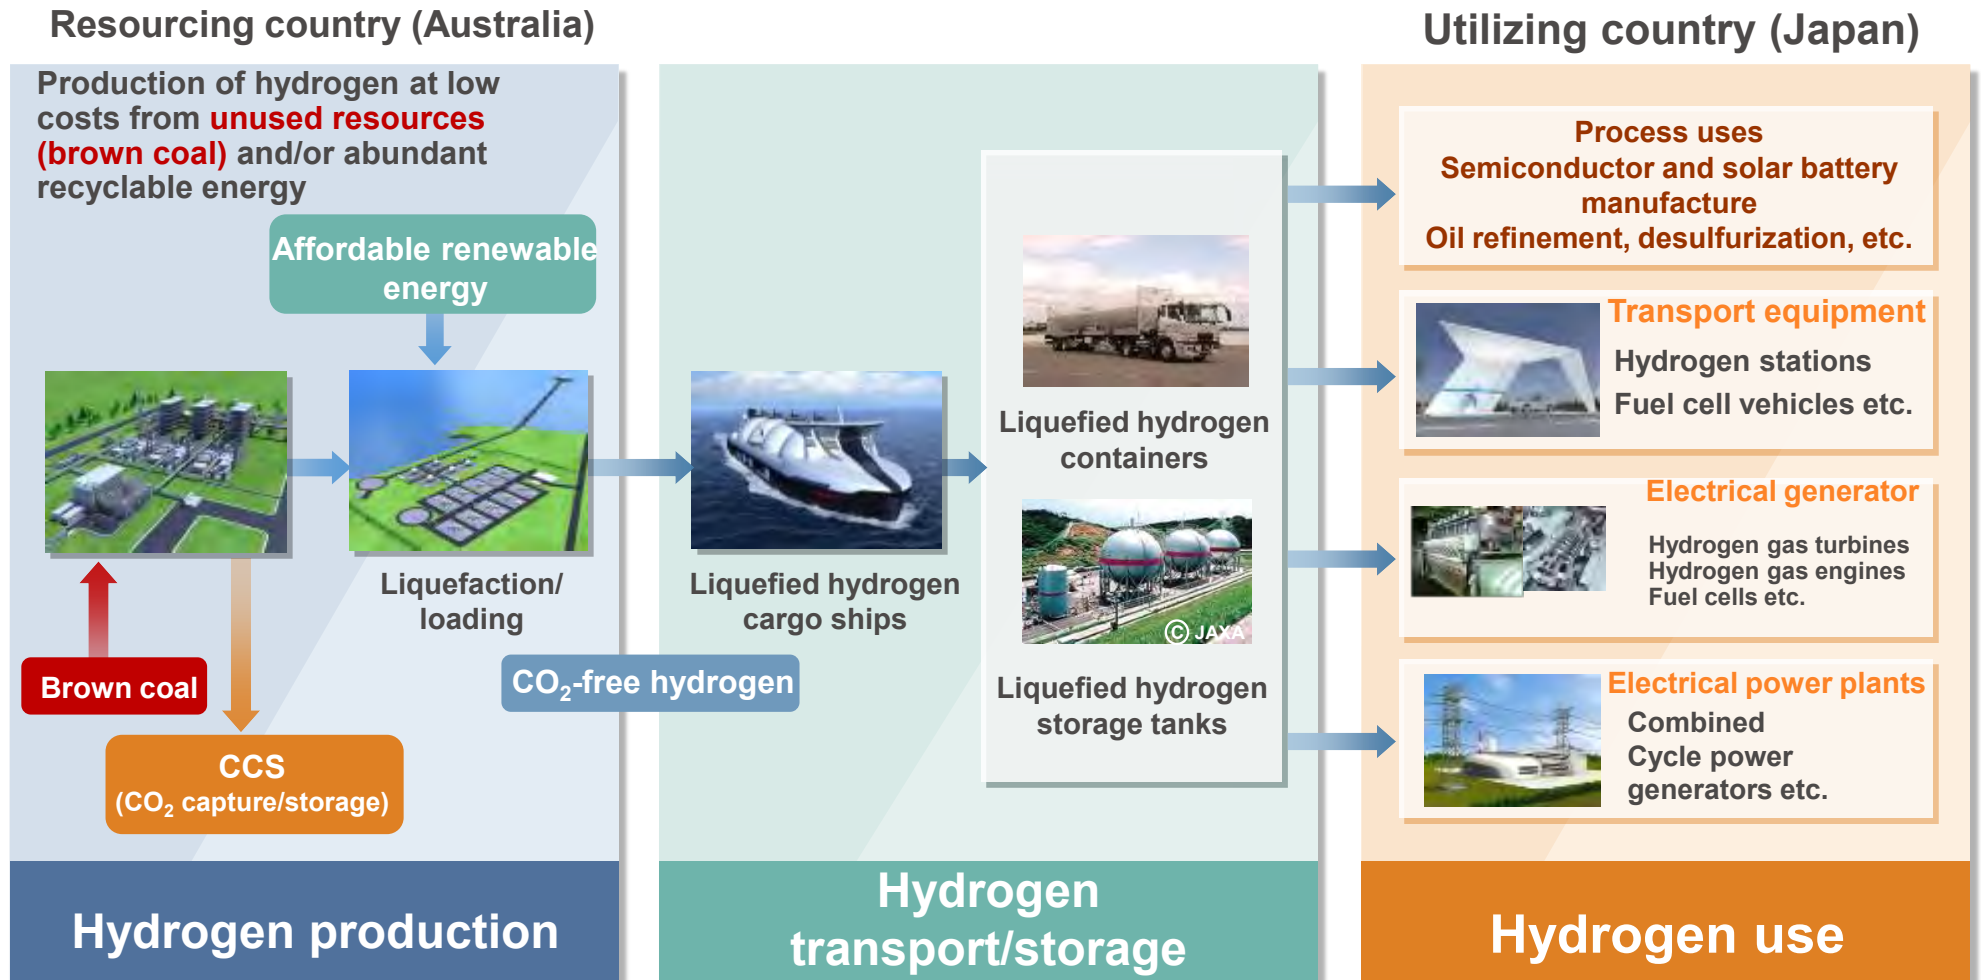 Resourcing country (Australia)
Utilizing country (Japan)
Production of hydrogen at low
costs from unused resources
(brown coal) and/or abundant
recyclable energy
Affordable renewable
energy
Liquefaction/
loading
Brown coal
CCS
(CO₂ capture/storage)
CO₂-free hydrogen
Hydrogen production
Liquefied hydrogen
cargo ships
Liquefied hydrogen
containers
© JAXA
Liquefied hydrogen
storage tanks
Hydrogen
transport/storage
Process uses
Semiconductor and solar battery
manufacture
Oil refinement, desulfurization, etc.
Transport equipment
Hydrogen stations
Fuel cell vehicles etc.
Electrical generator
Hydrogen gas turbines
Hydrogen gas engines
Fuel cells etc.
Electrical power plants
Combined
Cycle power
generators etc.
Hydrogen use